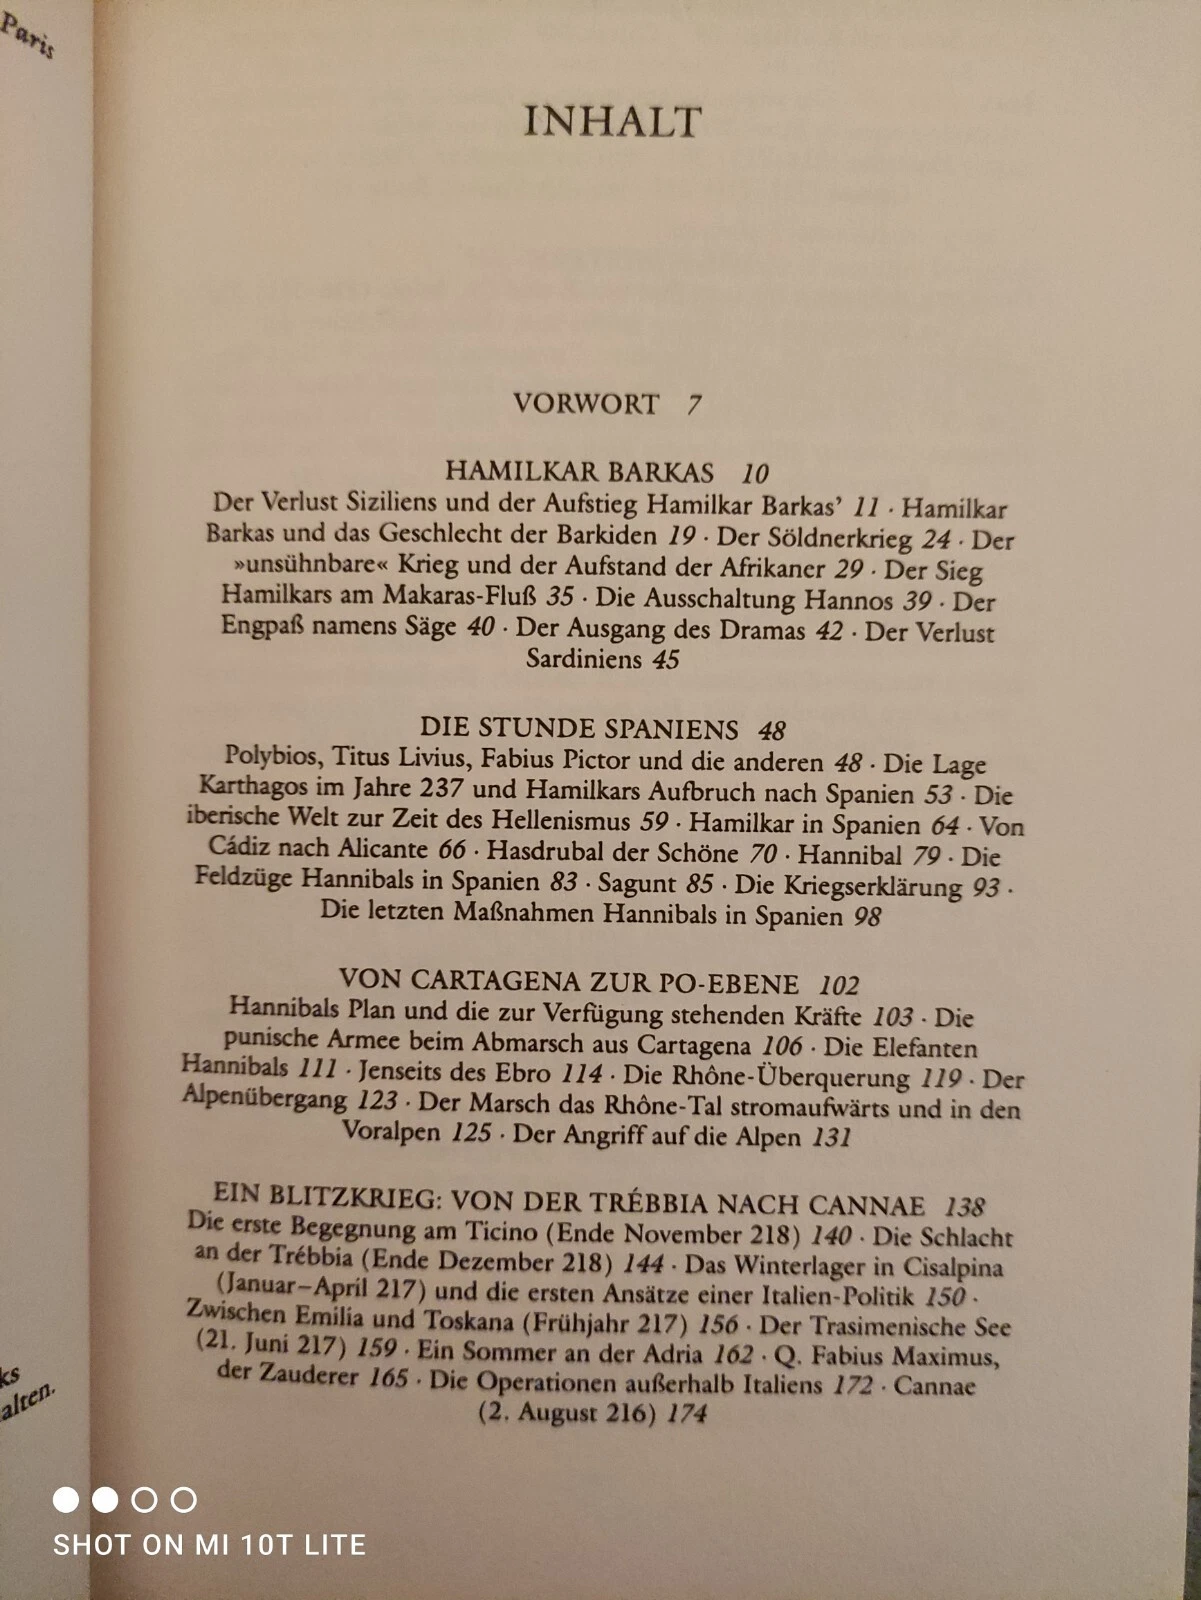 Paris
INHALT
VORWORT 7
HAMILKAR BARKAS 10
Der Verlust Siziliens und der Aufstieg Hamilkar Barkas’ 11 · Hamilkar
Barkas und das Geschlecht der Barkiden 19 · Der Söldnerkrieg 24 · Der
»unsühnbare« Krieg und der Aufstand der Afrikaner 29 · Der Sieg
Hamilkars am Makaras-Fluß 35 · Die Ausschaltung Hannos 39 · Der
Engpaß namens Säge 40 · Der Ausgang des Dramas 42 · Der Verlust
Sardiniens 45
DIE STUNDE SPANIENS 48
Polybios, Titus Livius, Fabius Pictor und die anderen 48 · Die Lage
Karthagos im Jahre 237 und Hamilkars Aufbruch nach Spanien 53 · Die
iberische Welt zur Zeit des Hellenismus 59 · Hamilkar in Spanien 64 · Von
Cádiz nach Alicante 66 · Hasdrubal der Schöne 70 · Hannibal 79 · Die
Feldzüge Hannibals in Spanien 83 · Sagunt 85 · Die Kriegserklärung 93 ·
Die letzten Maßnahmen Hannibals in Spanien 98
VON CARTAGENA ZUR PO-EBENE 102
Hannibals Plan und die zur Verfügung stehenden Kräfte 103 · Die
punische Armee beim Abmarsch aus Cartagena 106 · Die Elefanten
Hannibals 111 · Jenseits des Ebro 114 · Die Rhône-Überquerung 119 · Der
Alpenübergang 123 · Der Marsch das Rhône-Tal stromaufwärts und in den
Voralpen 125 · Der Angriff auf die Alpen 131
EIN BLITZKRIEG: VON DER TRÉBBIA NACH CANNAE 138
Die erste Begegnung am Ticino (Ende November 218) 140 · Die Schlacht
an der Trébbia (Ende Dezember 218) 144 · Das Winterlager in Cisalpina
(Januar–April 217) und die ersten Ansätze einer Italien-Politik 150 ·
Zwischen Emilia und Toskana (Frühjahr 217) 156 · Der Trasimenische See
(21. Juni 217) 159 · Ein Sommer an der Adria 162 · Q. Fabius Maximus,
der Zauderer 165 · Die Operationen außerhalb Italiens 172 · Cannae
(2. August 216) 174
ks
alten.
SHOT ON MI 10T LITE